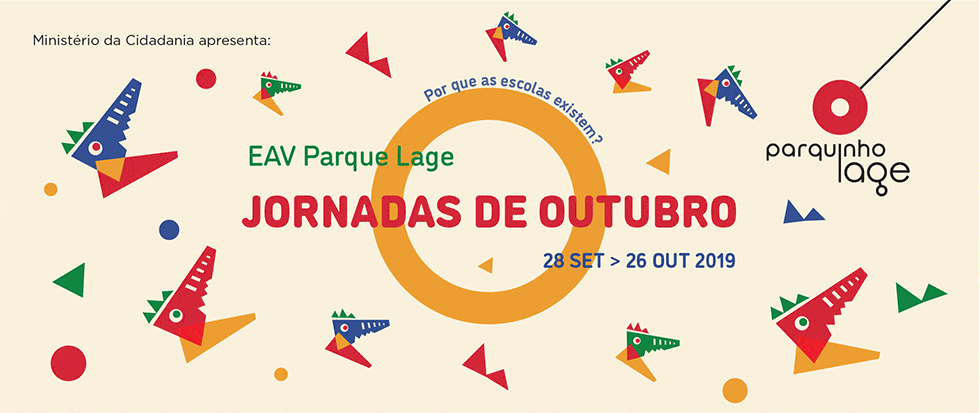 Ministério da Cidadania apresenta:
Por que as escolas existem?
EAV Parque Lage
JORNADAS DE OUTUBRO
28 SET > 26 OUT 2019
parquinho
lage